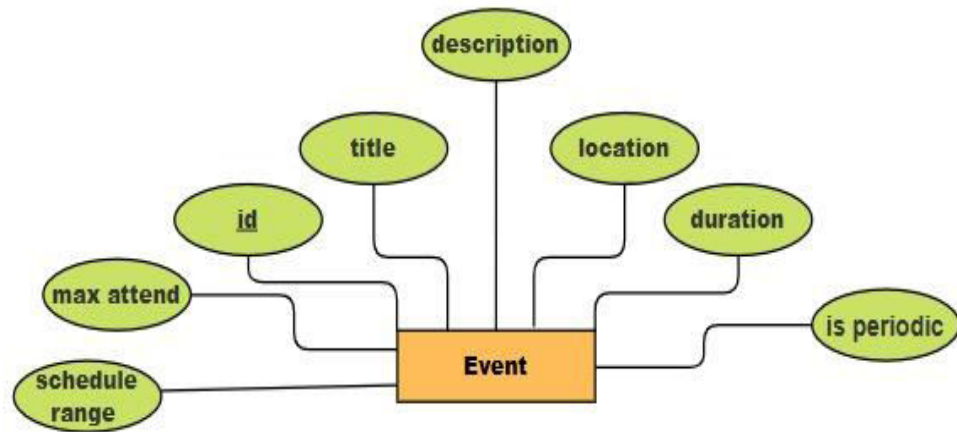 description
title
location
id
duration
max attend
is periodic
Event
schedule
range